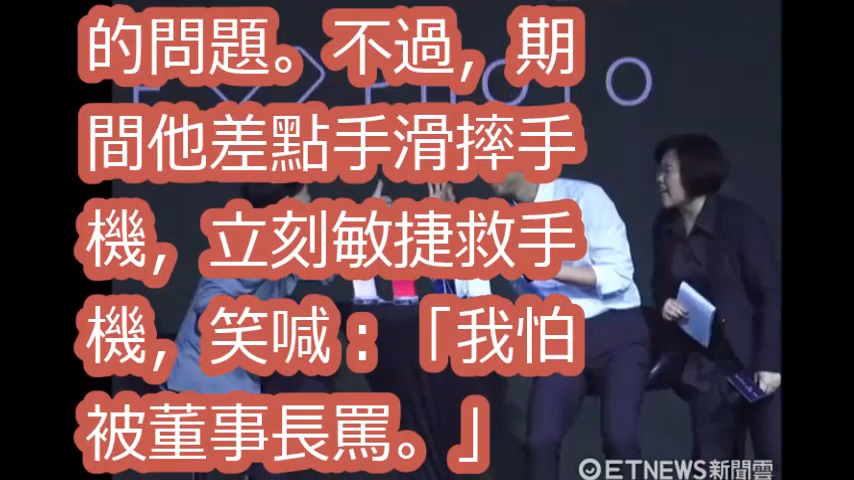 的問題。不過，期
間他差點手滑摔手
機，立刻敏捷救手
機，笑喊：「我怕
被董事長罵。」
PHOTO
ETNEWS新聞雲